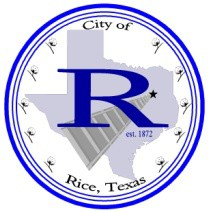 City of
R
est. 1872
Rice, Texas